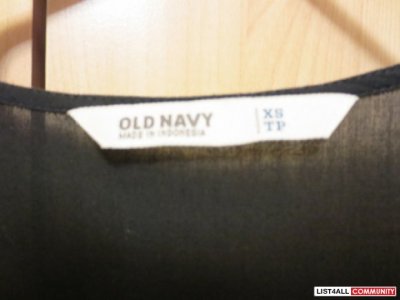 OLD NAVY
MADE IN INDONESIA
XS
TP
LIST4ALL COMMUNITY